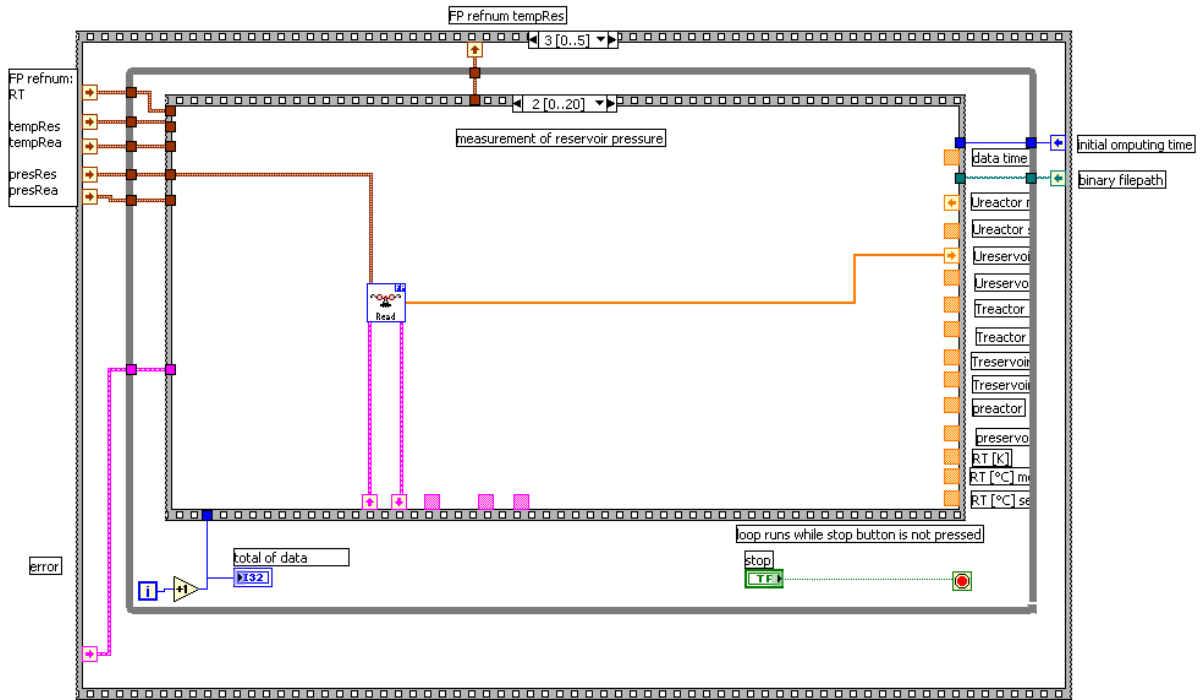 FP refnum tempRes
3 [0..5]
FP refnum:
RT
tempRes
tempRea
presRes
presRea
2 [0..20]
measurement of reservoir pressure
initial omputing time
data time
binary filepath
Ureactor
Ureactor
Ureservoi
Ureservo
Treactor
Treactor
Treservoir
Treservoir
preactor
preservo
RT [K]
RT [°C] m
RT [°C] se
FP
Read
error
i
+1
total of data
I32
loop runs while stop button is not pressed
stop
TF